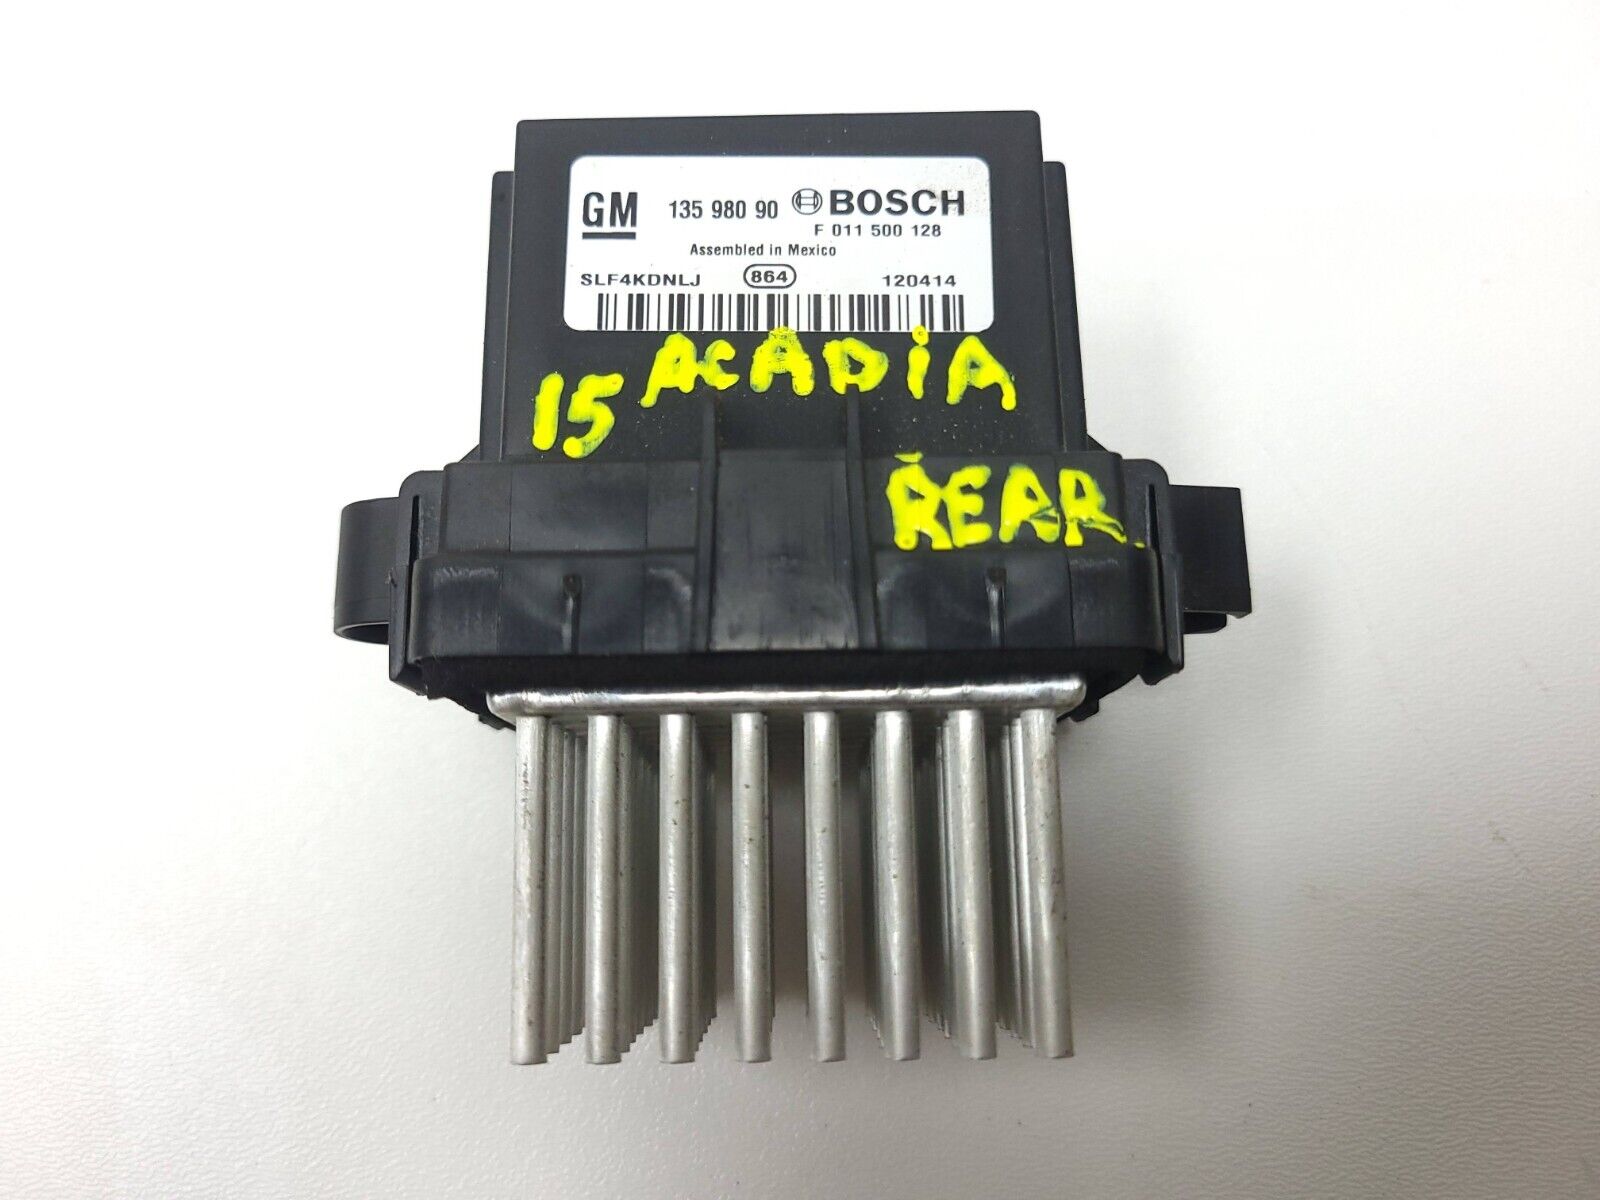 GM 135 980 90 BOSCH
F 011 500 128
Assembled in Mexico
SLF4KDNLJ 864 120414
15 ACADiA
REAR